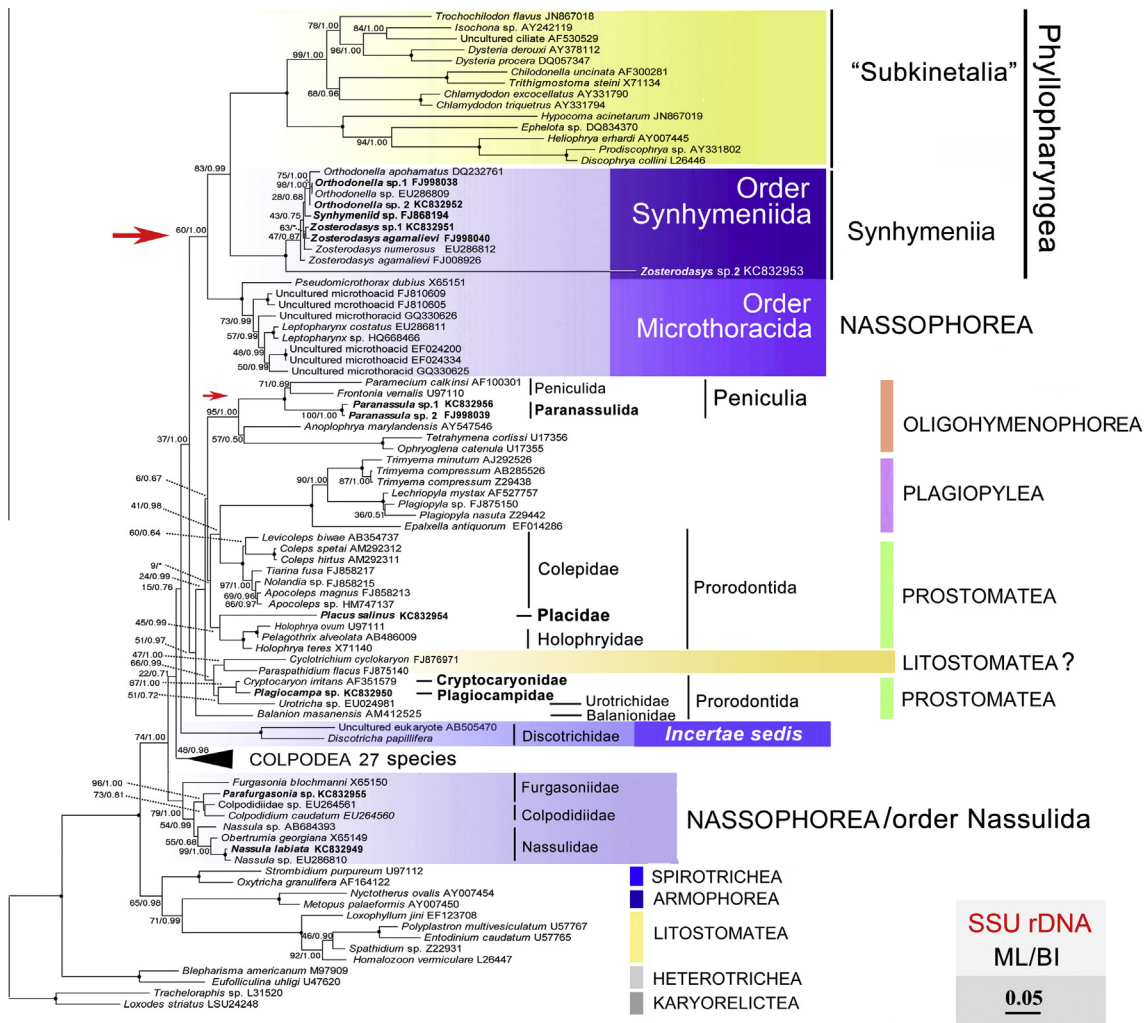 Trochochilodon flavus JN867018
Isochona sp. AY242119
Uncultured ciliate AF530529
Dysteria derouxi AY378112
Dysteria procera DQ057347
Chilodonella uncinata AF300281
Trithigmostoma steini X71134
Chlamydodon excocellatus AY331790
Chlamydodon triquetrus AY331794
Hypocoma acinetarum JN867019
Ephelota sp. DQ834370
Heliophrya erhardi AY007445
Prodiscophrya sp. AY331802
Discophrya collini L26446
78/1.00
84/1.00
96/1.00
99/1.00
68/0.96
94/1.00
"Subkinetalia"
Phyllopharyngea
83/0.99
Orthodonella apohamatus DQ232761
Orthodonella sp.1 FJ998038
Orthodonella sp. EU286809
Orthodonella sp. 2 KC832952
Synhymeniid sp. FJ868194
Zosterodasys sp.1 KC832951
Zosterodasys agamalievi FJ998040
Zosterodasys numerosus EU286812
Zosterodasys agamalievi FJ008926
Zosterodasys sp.2 KC832953
75/1.00
98/1.00
28/0.68
43/0.75
63/*
47/0.67
60/1.00
Order
Synhymeniida
Synhymeniia
Pseudomicrothorax dubius X65151
Uncultured microthoacid FJ810609
Uncultured microthoacid FJ810605
Uncultured microthoracid GQ330626
Leptopharynx costatus EU286811
Leptopharynx sp. HQ668466
Uncultured microthoacid EF024200
Uncultured microthoacid EF024334
Uncultured microthoracid GQ330625
73/0.99
57/0.99
48/0.99
50/0.99
Order
Microthoracida
NASSOPHOREA
Paramecium calkinsi AF100301
Frontonia vernalis U97110
Paranassula sp.1 KC832956
Paranassula sp. 2 FJ998039
Anoplophrya marylandensis AY547546
Tetrahymena corlissi U17356
Ophryoglena catenula U17355
71/0.89
95/1.00
100/1.00
57/0.50
37/1.00
Peniculida
Paranassulida
Peniculia
OLIGOHYMENOPHOREA
Trimyema minutum AJ292526
Trimyema compressum AB285526
Trimyema compressum Z29438
Lechriopyla mystax AF527757
Plagiopyla sp. FJ875150
Plagiopyla nasuta Z29442
Epalxella antiquorum EF014286
90/1.00
87/1.00
36/0.51
6/0.67
41/0.98
PLAGIOPYLEA
Levicoleps biwae AB354737
Coleps spetai AM292312
Coleps hirtus AM292311
Tiarina fusa FJ858217
Nolandia sp. FJ858215
Apocoleps magnus FJ858213
Apocoleps sp. HM747137
Placus salinus KC832954
Holophrya ovum U97111
Pelagothrix alveolata AB486009
Holophrya teres X71140
60/0.64
97/1.00
69/0.96
86/0.97
9/*
24/0.99
15/0.76
45/0.99
51/0.97
Colepidae
Placidae
Holophryidae
Prorodontida
PROSTOMATEA
Cyclotrichium cyclokaryon FJ876971
Paraspathidium flacus FJ875140
47/1.00
66/0.99
22/0.71
LITOSTOMATEA?
Cryptocaryon irritans AF351579
Plagiocampa sp. KC832950
Urotricha sp. EU024981
Balanion masanensis AM412525
87/1.00
51/0.72
Cryptocaryonidae
Plagiocampidae
Urotrichidae
Balanionidae
Prorodontida
PROSTOMATEA
Uncultured eukaryote AB505470
Discotricha papillifera
Discotrichidae
Incertae sedis
74/1.00
48/0.98
COLPODEA 27 species
Furgasonia blochmanni X65150
Parafurgasonia sp. KC832955
Colpodidiidae sp. EU264561
Colpodidium caudatum EU264560
Nassula sp. AB684393
Obertrumia georgiana X65149
Nassula labiata KC832949
Nassula sp. EU286810
96/1.00
73/0.81
79/1.00
54/0.99
55/0.68
99/1.00
Furgasoniidae
Colpodidiidae
Nassulidae
NASSOPHOREA/order Nassulida
Strombidium purpureum U97112
Oxytricha granulifera AF164122
Nyctotherus ovalis AY007454
Metopus palaeformis AY007450
Loxophyllum jini EF123708
Polyplastron multivesiculatum U57767
Entodinium caudatum U57765
Spathidium sp. Z22931
Homalozoon vermiculare L26447
Blepharisma americanum M97909
Eufolliculina uhligi U47620
Tracheloraphis sp. L31520
Loxodes striatus LSU24248
65/0.98
71/0.99
46/0.90
92/1.00
SPIROTRICHEA
ARMOPHOREA
LITOSTOMATEA
HETEROTRICHEA
KARYORELICTEA
SSU rDNA
ML/BI
0.05